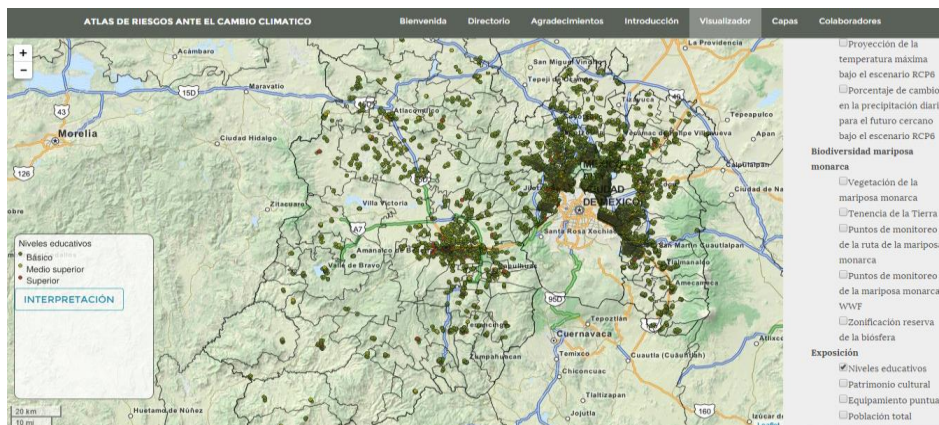 ATLAS DE RIESGOS ANTE EL CAMBIO CLIMATICO
Bienvenida Directorio Agradecimientos Introducción Visualizador Capas Colaboradores
+
−
Acámbaro
Maravatio
15D
43
Morelia
Ciudad Hidalgo
126
Zitacuaro
Villa Victoria
A7
Valle de Bravo
Atlacomulco
La Providencia
San Miguel
Tizayuca
Tepeapulco
Apan
Calpulalpan
CIUDAD
DE MÉXICO
Santa Rosa Xochiac
San Martin Cuautlalpan
Tlalmanalco
Amecameca
95D
Tepoztlán
Cuernavaca
Temixco
Cuautla (Cuautlah)
Chiconcuac
Tlaltizapan
Jojutla
160
Zumpahuacan
Huetamo de Núñez
Niveles educativos
Básico
Medio superior
Superior
INTERPRETACIÓN
20 km
10 mi
Leaflet
Proyección de la
temperatura máxima
bajo el escenario RCP6
Porcentaje de cambio
en la precipitación diari
para el futuro cercano
bajo el escenario RCP6
Biodiversidad mariposa
monarca
Vegetación de la
mariposa monarca
Tenencia de la Tierra
Puntos de monitoreo
de la ruta de la mariposa
monarca
Puntos de monitoreo
de la mariposa monarca
WWF
Zonificación reserva
de la biósfera
Exposición
Niveles educativos
Patrimonio cultural
Equipamiento puntua
Población total